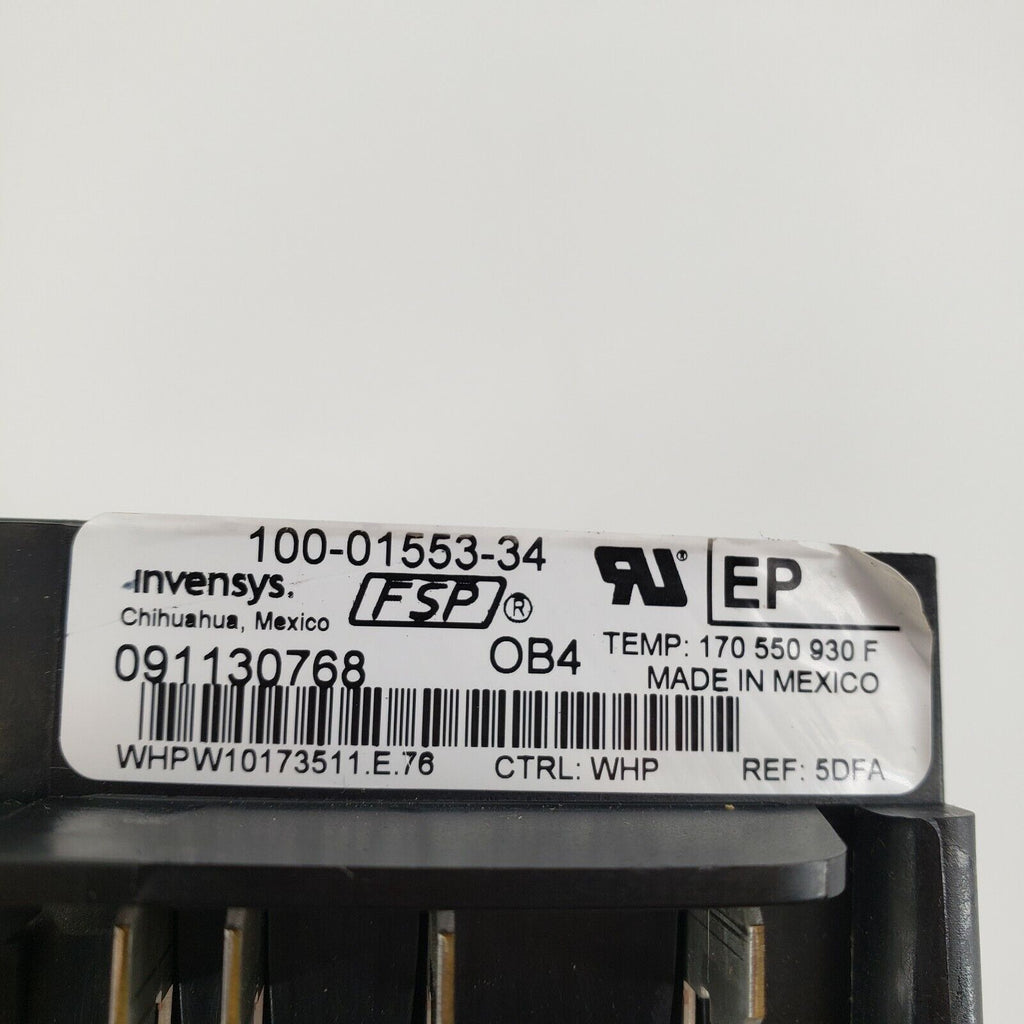 100-01553-34
invensys.
FSP®
Chihuahua, Mexico
RU® EP
TEMP: 170 550 930 F
091130768 OB4
MADE IN MEXICO
WHPW10173511.E.76 CTRL: WHP REF: 5DFA